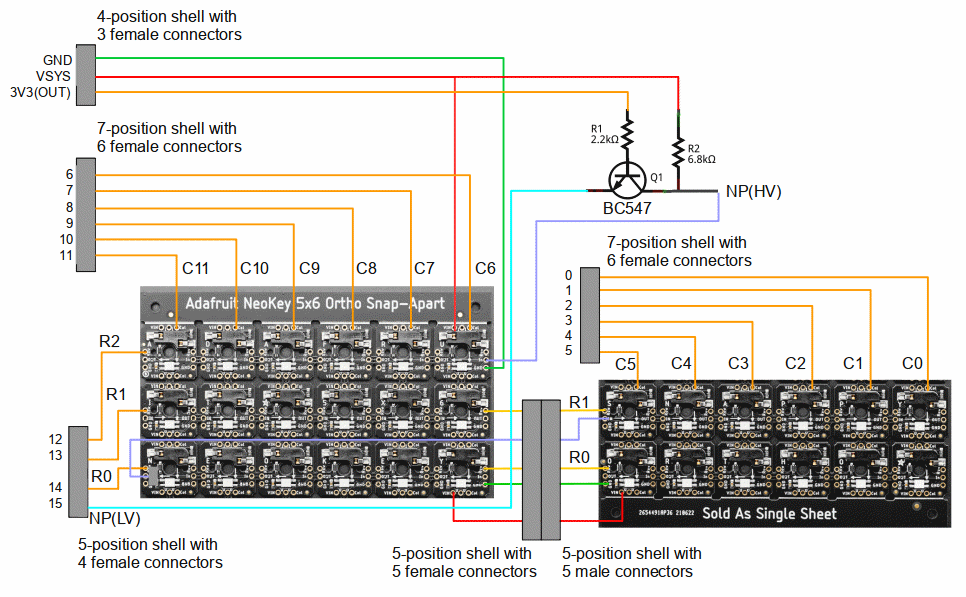 4-position shell with
3 female connectors
GND
VSYS
3V3(OUT)
7-position shell with
6 female connectors
6
7
8
9
10
11
R1
2.2kΩ
R2
6.8kΩ
Q1
BC547
NP(HV)
7-position shell with
6 female connectors
0
1
2
3
4
5
C11
C10
C9
C8
C7
C6
Adafruit NeoKey 5x6 Ortho Snap-Apart
R2
R1
R0
12
13
14
15
NP(LV)
5-position shell with
4 female connectors
C5
C4
C3
C2
C1
C0
R1
R0
Sold As Single Sheet
5-position shell with
5 female connectors
5-position shell with
5 male connectors